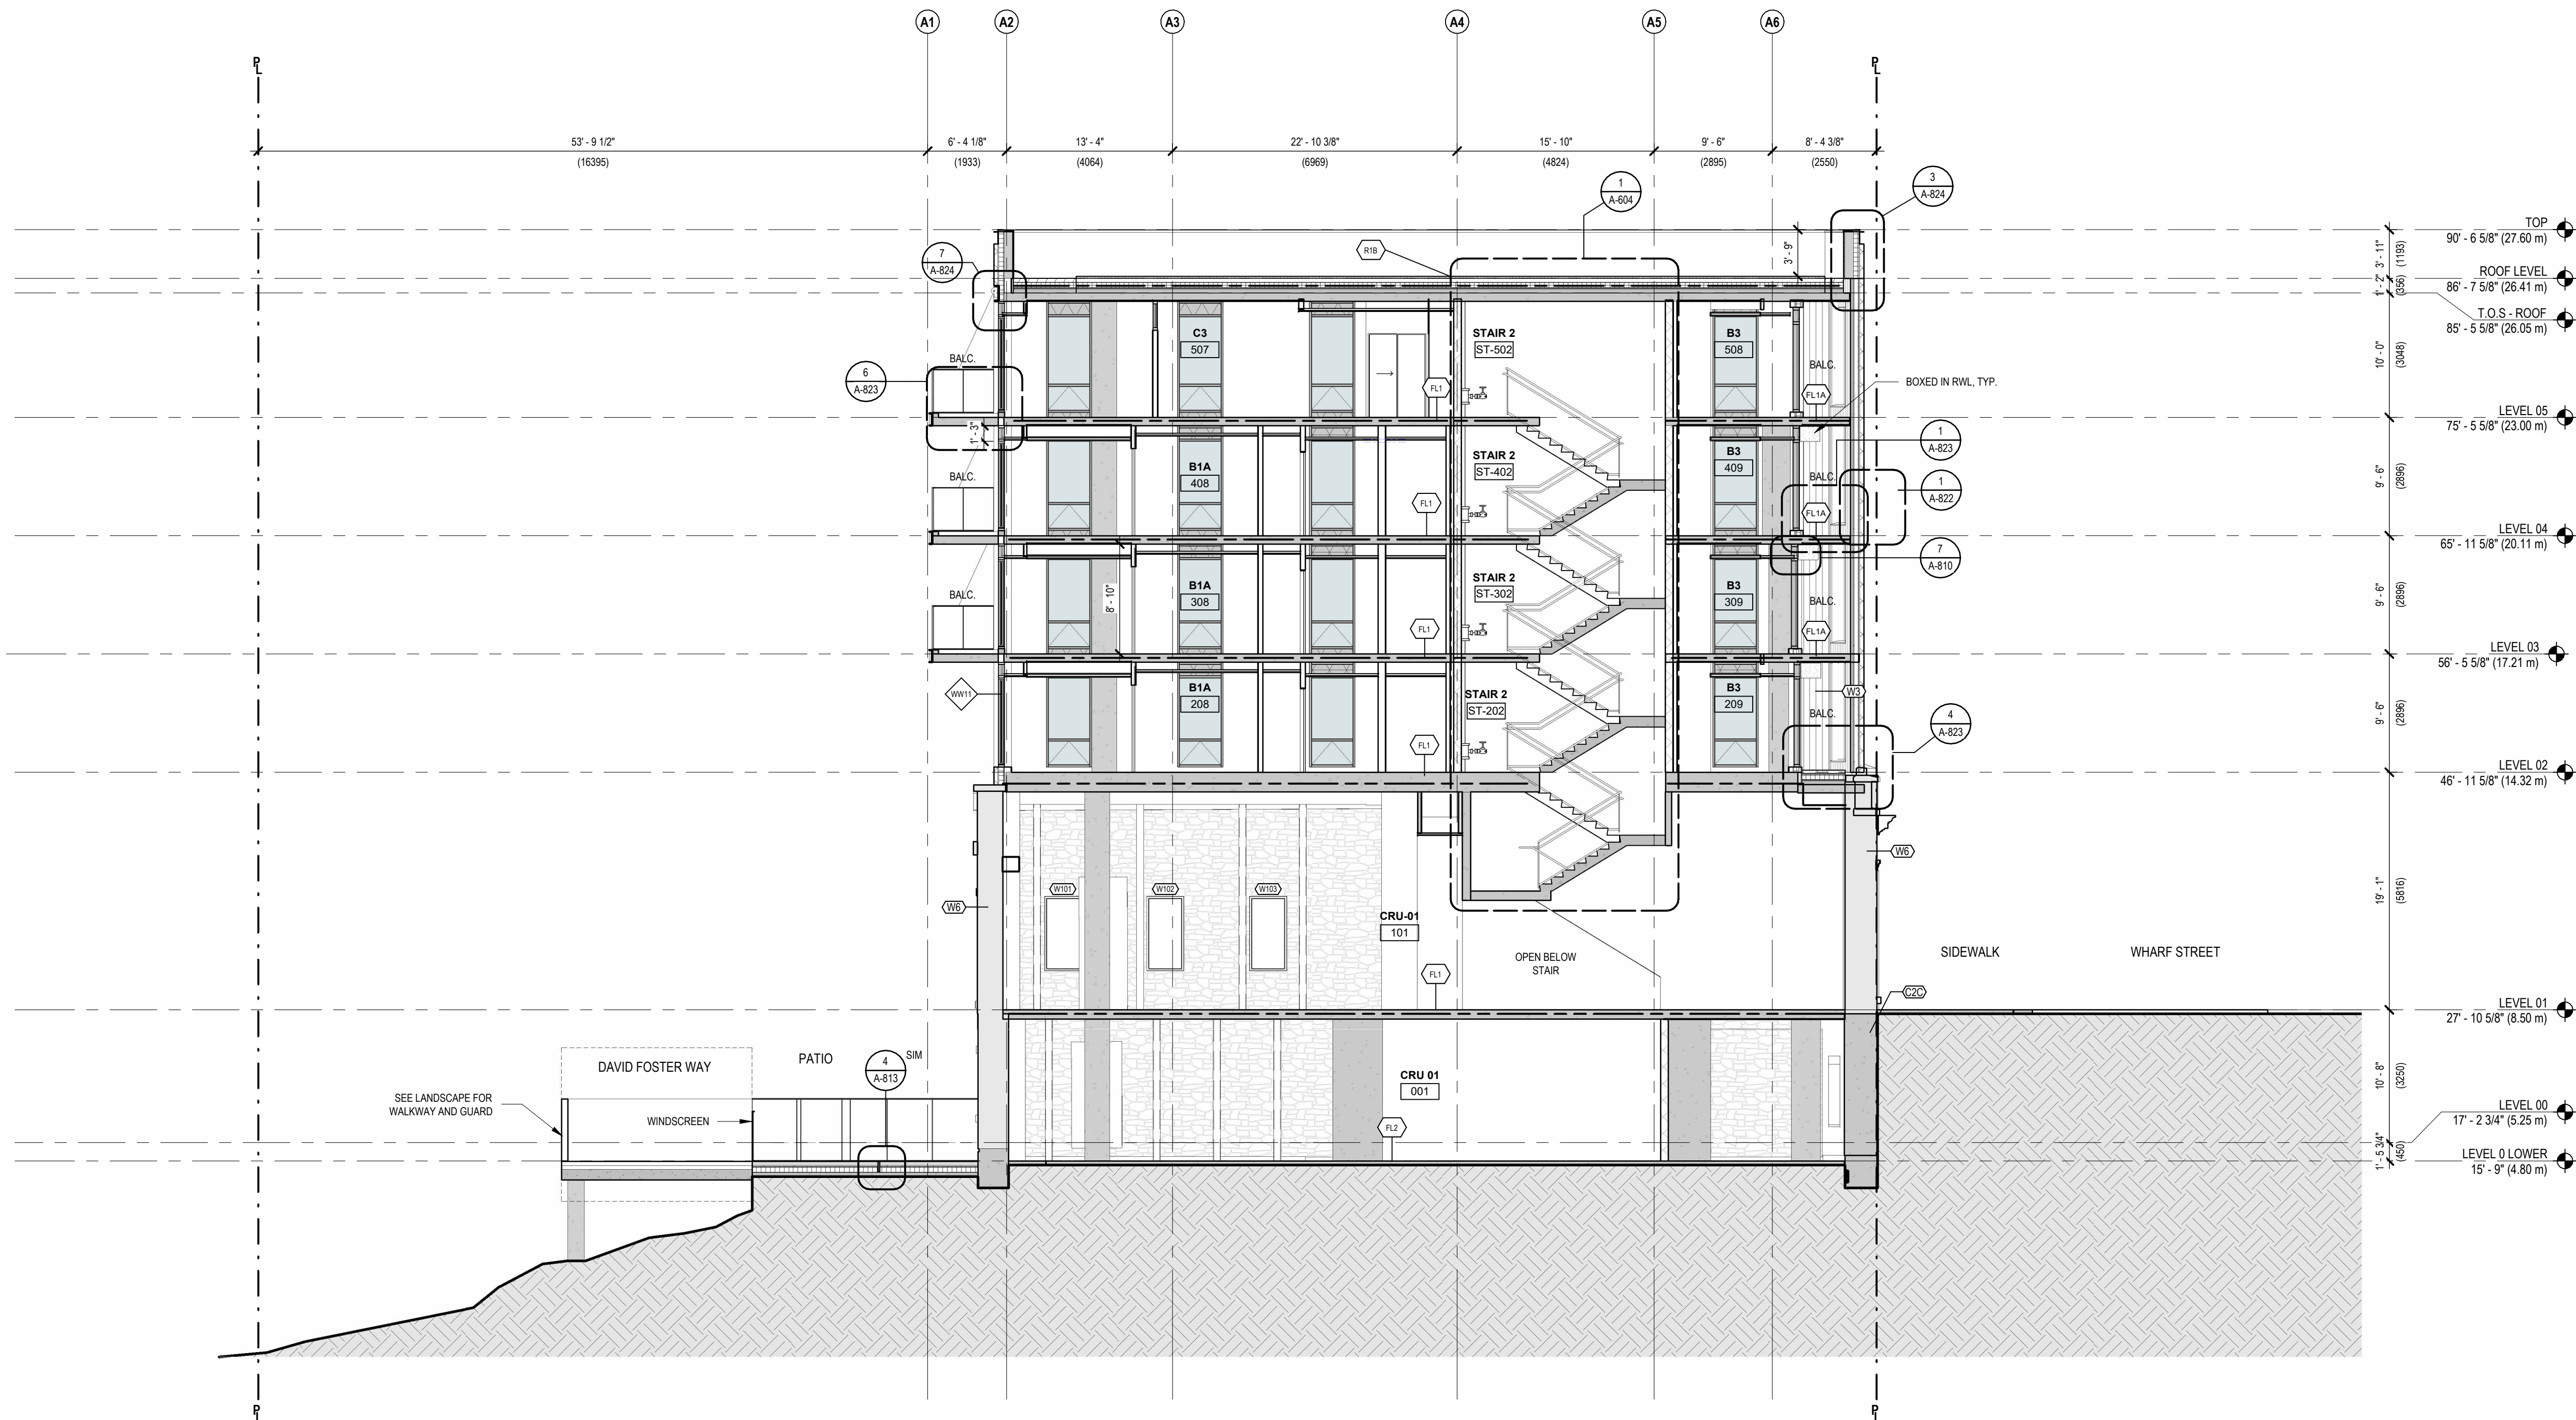 A1
A2
A3
A4
A5
A6
PL
PL
53' - 9 1/2"
(16395)
6' - 4 1/8"
(1933)
13' - 4"
(4064)
22' - 10 3/8"
(6969)
15' - 10"
(4824)
9' - 6"
(2895)
8' - 4 3/8"
(2550)
1
A-604
3
A-824
7
A-824
R1B
3' - 9"
TOP
90' - 6 5/8" (27.60 m)
3' - 11"
(1193)
ROOF LEVEL
86' - 7 5/8" (26.41 m)
1' - 2"
(356)
T.O.S - ROOF
85' - 5 5/8" (26.05 m)
10' - 0"
(3048)
C3
507
STAIR 2
ST-502
B3
508
BALC.
BALC.
6
A-823
FL1
FL1A
BOXED IN RWL, TYP.
LEVEL 05
75' - 5 5/8" (23.00 m)
1' - 3"
1
A-823
B1A
408
STAIR 2
ST-402
B3
409
BALC.
BALC.
1
A-822
FL1
FL1A
9' - 6"
(2896)
LEVEL 04
65' - 11 5/8" (20.11 m)
7
A-810
B1A
308
STAIR 2
ST-302
B3
309
BALC.
BALC.
8' - 10"
FL1
FL1A
9' - 6"
(2896)
LEVEL 03
56' - 5 5/8" (17.21 m)
WW11
B1A
208
STAIR 2
ST-202
B3
209
W3
BALC.
4
A-823
FL1
9' - 6"
(2896)
LEVEL 02
46' - 11 5/8" (14.32 m)
W6
W101
W102
W103
W6
CRU-01
101
19' - 1"
(5816)
OPEN BELOW
STAIR
SIDEWALK
WHARF STREET
FL1
C2C
LEVEL 01
27' - 10 5/8" (8.50 m)
DAVID FOSTER WAY
PATIO
4
A-813
SIM
CRU 01
001
10' - 8"
(3250)
SEE LANDSCAPE FOR
WALKWAY AND GUARD
WINDSCREEN
FL2
LEVEL 00
17' - 2 3/4" (5.25 m)
1' - 5 3/4"
(450)
LEVEL 0 LOWER
15' - 9" (4.80 m)
PL
PL